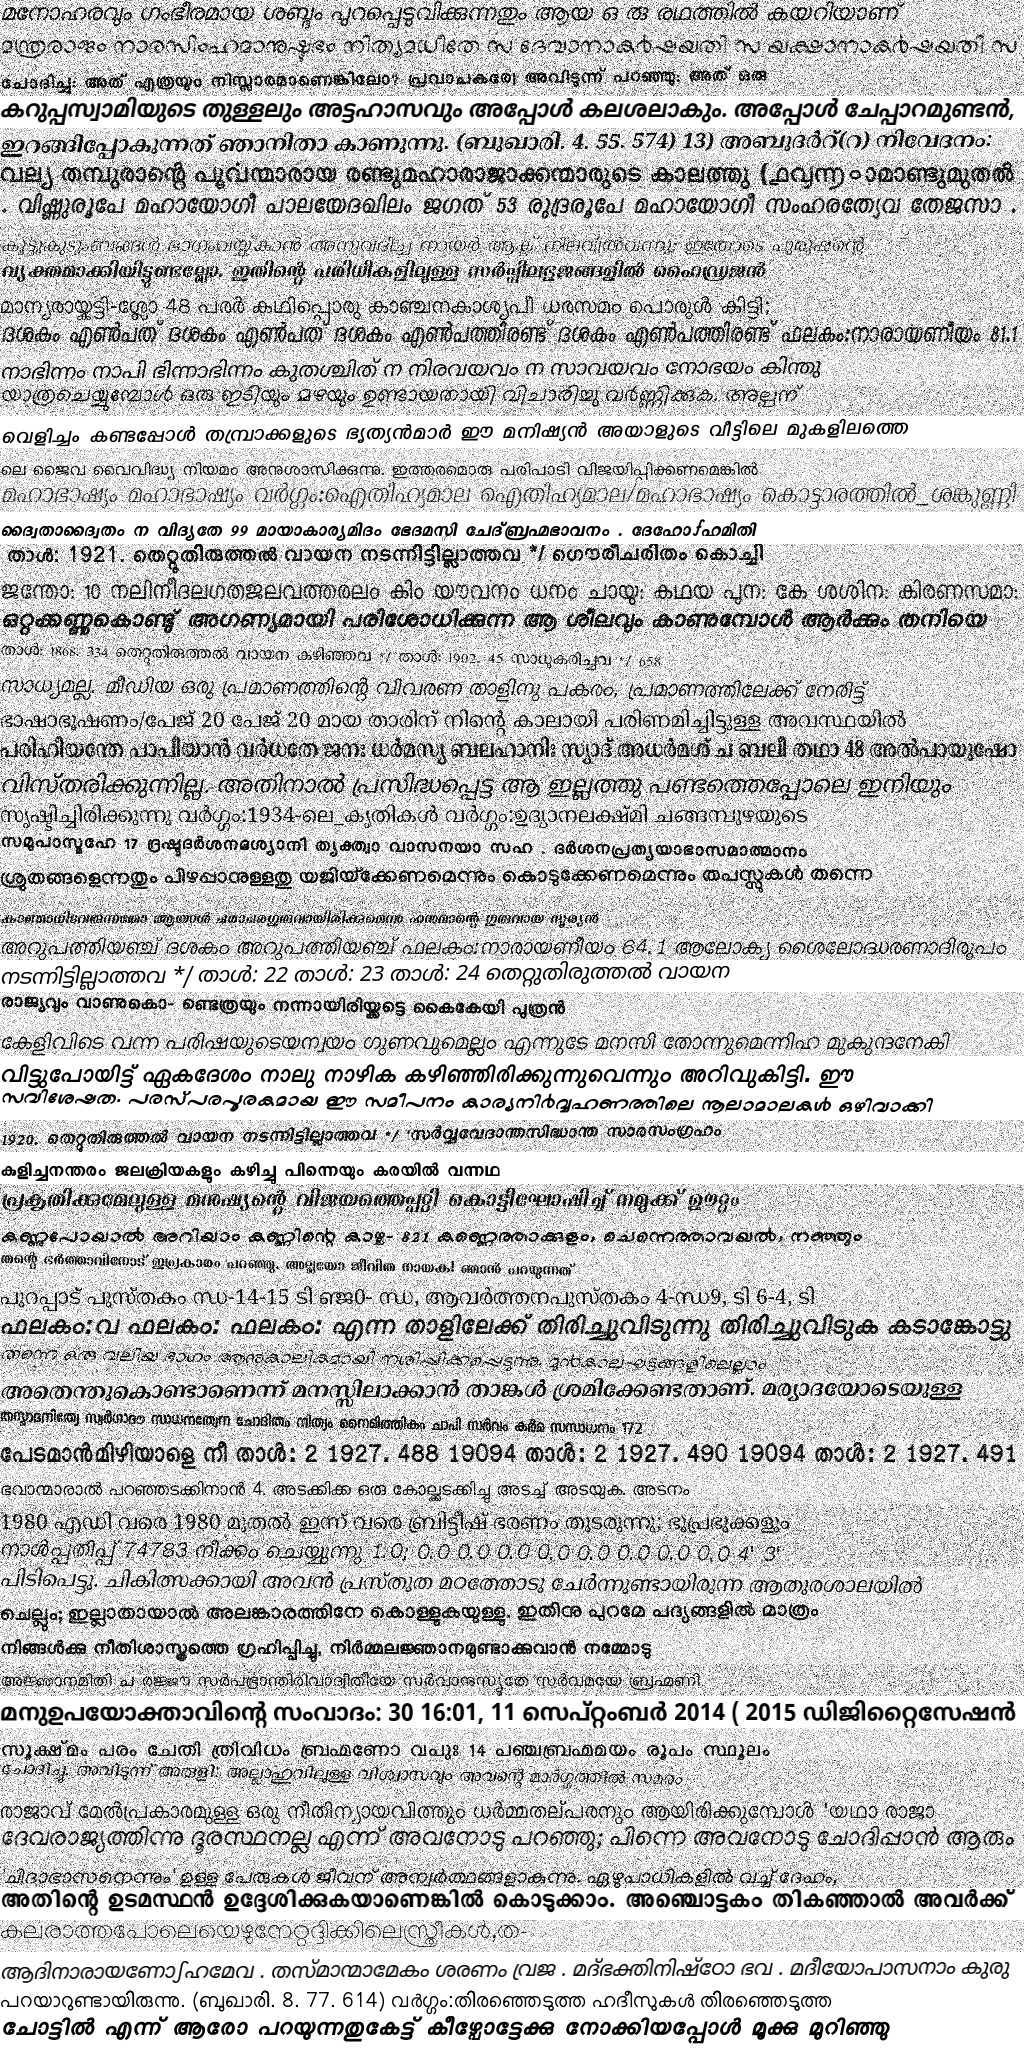 മനോഹരവും ഗംഭീരമായ ശബ്ദം പുറപ്പെടുവിക്കുന്നതും ആയ ഒ രു രഥത്തിൽ കയറിയാണ്
മന്ത്രരാജം നാരസിംഹമാനുഷ്ടുഭം നിത്യമധീതേ സ ദേവാനാകർഷയതി സ യക്ഷാനാകർഷയതി സ
ചോദിച്ചു: അത് എത്രയും നിസ്സാരമാണെങ്കിലോ? പ്രവാചകരേ! അവിടുന്ന് പറഞ്ഞു: അത് ഒരു
കറുപ്പസ്വാമിയുടെ തുള്ളലും അട്ടഹാസവും അപ്പോൾ കലശലാകും. അപ്പോൾ ചേപ്പാറമുണ്ടൻ,
ഇറങ്ങിപ്പോകുന്നത് ഞാനിതാ കാണുന്നു. (ബുഖാരി. 4. 55. 574) 13) അബുദർറ്(റ) നിവേദനം:
വല്യ തമ്പുരാന്റെ പൂർവ്വന്മാരായ രണ്ടുമഹാരാജാക്കന്മാരുടെ കാലത്തു (൧൮൬൦ാമാണ്ടുമുതൽ
. വിഷ്ണുരൂപേ മഹായോഗീ പാലയേദഖിലം ജഗത് 53 രുദ്രരൂപേ മഹായോഗീ സംഹരത്യേവ തേജസാ .
കൂട്ടുകുടുംബങ്ങൾ ഭാഗംവയ്ക്കാൻ അനുവദിച്ച നായർ ആക്ട് നിലവിൽവന്നു; ഇതോടെ പുരുഷന്റെ
വ്യക്തമാക്കിയിട്ടുണ്ടല്ലോ. ഇതിന്റെ പരിധികളിലുള്ള സർപ്പിലഭുജങ്ങളിൽ ഹൈഡ്രജൻ
മാന്യരായ്ക്കട്ടി-ശ്ലോ 48 പരർ കഥിപ്പൊരു കാഞ്ചനകാശ്യപീ ധരസമം പൊരുൾ കിട്ടി;
ദശകം എൺപത് ദശകം എൺപത് ദശകം എൺപത്തിരണ്ട് ദശകം എൺപത്തിരണ്ട് ഫലകം:നാരായണീയം 81.1
നാഭിന്നം നാപി ഭിന്നാഭിന്നം കുതശ്ചിത് ന നിരവയവം ന സാവയവം നോഭയം കിന്തു
യാത്രചെയ്യുമ്പോൾ ഒരു ഇടിയും മഴയും ഉണ്ടായതായി വിചാരിയു വർണ്ണിക്കുക. അല്പന്
വെളിച്ചം കണ്ടപ്പോൾ തമ്പ്രാക്കളുടെ ഭൃത്യൻമാർ ഈ മനിഷ്യൻ അയാളുടെ വീട്ടിലെ മുകളിലത്തെ
ലെ ജൈവ വൈവിദ്ധ്യ നിയമം അനുശാസിക്കുന്നു. ഇത്തരമൊരു പരിപാടി വിജയിപ്പിക്കണമെങ്കിൽ
മഹാഭാഷ്യം മഹാഭാഷ്യം വർഗ്ഗം:ഐതിഹ്യമാല ഐതിഹ്യമാല/മഹാഭാഷ്യം കൊട്ടാരത്തിൽ_ശങ്കുണ്ണി
ദ്വൈതാദ്വൈതം ന വിദ്യതേ 99 മായാകാര്യമിദം ഭേദമസ്തി ചേദ്ബ്രഹ്മഭാവനം . ദേഹോഽഹമിതി
താൾ: 1921. തെറ്റുതിരുത്തൽ വായന നടന്നിട്ടില്ലാത്തവ */ ഗൌരീചരിതം കൊച്ചി
ജന്തോ: 10 നലിനീദലഗതജലവത്തരലം കിം യൗവനം ധനം ചായു: കഥയ പുന: കേ ശശിന: കിരണസമാ:
ഒറ്റക്കണ്ണുകൊണ്ടു് അഗണ്യമായി പരിശോധിക്കുന്ന ആ ശീലവും കാണുമ്പോൾ ആർക്കും തനിയെ
താൾ: 1868. 334 തെറ്റുതിരുത്തൽ വായന കഴിഞ്ഞവ */ താൾ: 1902. 45 സാധൂകരിച്ചവ */ 658
സാധ്യമല്ല. മീഡിയ ഒരു പ്രമാണത്തിന്റെ വിവരണ താളിനു പകരം, പ്രമാണത്തിലേക്ക് നേരിട്ട്
ഭാഷാഭൂഷണം/പേജ് 20 പേജ് 20 മായ താരിന് നിന്റെ കാലായി പരിണമിച്ചിട്ടുള്ള അവസ്ഥയിൽ
പരിഹീയന്തേ പാപീയാൻ വർധതേ ജനഃ ധർമസ്യ ബലഹാനിഃ സ്യാദ് അധർമശ് ച ബലീ തഥാ 48 അൽപായുഷോ
വിസ്തരിക്കുന്നില്ല. അതിനാൽ പ്രസിദ്ധപ്പെട്ട ആ ഇല്ലത്തു പണ്ടത്തെപ്പോലെ ഇനിയും
സൃഷ്ടിച്ചിരിക്കുന്നു വർഗ്ഗം:1934-ലെ_കൃതികൾ വർഗ്ഗം:ഉദ്യാനലക്ഷ്മി ചങ്ങമ്പുഴയുടെ
സമുപാസ്മഹേ 17 ദ്രഷ്ടുദർശനദൃശ്യാനി ത്യക്ത്വാ വാസനയാ സഹ . ദർശനപ്രത്യയാഭാസമാത്മാനം
ശ്രുതങ്ങളെന്നതും പിഴപ്പാനുള്ളതു യജിയ്ക്കേണമെന്നും കൊടുക്കേണമെന്നും തപസ്സുകൾ തന്നെ
അറുപത്തിയഞ്ച് ദശകം അറുപത്തിയഞ്ച് ഫലകം:നാരായണീയം 64.1 ആലോക്യ ശൈലോദ്ധരണാദിരൂപം
നടന്നിട്ടില്ലാത്തവ */ താൾ: 22 താൾ: 23 താൾ: 24 തെറ്റുതിരുത്തൽ വായന
രാജ്യവും വാണുകൊ- ണ്ടെത്രയും നന്നായിരിയ്ക്കട്ടെ കൈകേയി പുത്രൻ
കേളിവിടെ വന്ന പരിഷയുടെയന്വയം ഗുണവുമെല്ലം എന്നുടേ മനസി തോന്നുമെന്നിഹ മുകുന്ദനേകി
വിട്ടുപോയിട്ട് ഏകദേശം നാലു നാഴിക കഴിഞ്ഞിരിക്കുന്നുവെന്നും അറിവുകിട്ടി. ഈ
സവിശേഷത. പരസ്പരപൂരകമായ ഈ സമീപനം കാര്യനിർവ്വഹണത്തിലെ നൂലാമാലകൾ ഒഴിവാക്കി
1920. തെറ്റുതിരുത്തൽ വായന നടന്നിട്ടില്ലാത്തവ */ 'സർവ്വവേദാന്തസിദ്ധാന്ത സാരസംഗ്രഹം
കുളിച്ചനന്തരം ജലക്രിയകളും കഴിച്ചു പിന്നെയും കരയിൽ വന്നഥ
പ്രകൃതിക്കുമേലുള്ള മനുഷ്യന്റെ വിജയത്തെപ്പറ്റി കൊട്ടിഘോഷിച്ച് നമുക്ക് ഊറ്റം
കണ്ണുപോയാൽ അറിയാം കണ്ണിന്റെ കാഴ്ച- 821 കണ്ണെത്താക്കുളം, ചെന്നെത്താവയൽ, നഞ്ഞും
തന്റെ ഭർത്താവിനോട് ഇപ്രകാരം പറഞ്ഞു. അല്ലയോ ജീവിത നായക! ഞാൻ പറയുന്നത്
പുറപ്പാട് പുസ്തകം ന്ധ-14-15 ടി ഞ്ജ0- ന്ധ, ആവർത്തനപുസ്തകം 4-ന്ധ9, ടി 6-4, ടി
ഫലകം:വ ഫലകം: ഫലകം: എന്ന താളിലേക്ക് തിരിച്ചുവിടുന്നു തിരിച്ചുവിടുക കടാങ്കോട്ടു
തന്നെ ഒരു വലിയ ഭാഗം ആനുകാലികമായി നശിപ്പിക്കപ്പെടുന്നു. മുൻകാലഘട്ടങ്ങളിലെല്ലാം
അതെന്തുകൊണ്ടാണെന്ന് മനസ്സിലാക്കാൻ താങ്കൾ ശ്രമിക്കേണ്ടതാണ്. മര്യാദയോടെയുള്ള
തസ്മാദനിത്യേ സ്വർഗാദൗ സാധനത്വേന ചോദിതം നിത്യം നൈമിത്തികം ചാപി സർവം കർമ സസാധനം 172
പേടമാൻമിഴിയാളെ നീ താൾ: 2 1927. 488 19094 താൾ: 2 1927. 490 19094 താൾ: 2 1927. 491
ഭവാന്മാരാൽ പറഞ്ഞടക്കിനാൻ 4. അടക്കിക്ക ഒരു കോല്ക്കടക്കിച്ചു അടച്ച് അടയുക. അടനം
1980 എഡി വരെ 1980 മുതൽ ഇന്ന് വരെ ബ്രിട്ടീഷ് ഭരണം തുടരുന്നു; ഭൂപ്രഭുക്കളും
നാൾപ്പതിപ്പ് 74783 നീക്കം ചെയ്യുന്നു 1.0; 0.0 0.0 0.0 0,0 0.0 0.0 0,0 0,0 4' 3'
പിടിപെട്ടു. ചികിത്സക്കായി അവൻ പ്രസ്തുത മഠത്തോടു ചേർന്നുണ്ടായിരുന്ന ആതുരശാലയിൽ
ചെല്ലും; ഇല്ലാതായാൽ അലങ്കാരത്തിനേ കൊള്ളുകയുള്ളു. ഇതിനു പുറമേ പദ്യങ്ങളിൽ മാത്രം
നിങ്ങൾക്കു നീതിശാസ്ത്രത്തെ ഗ്രഹിപ്പിച്ചു, നിർമ്മലജ്ഞാനമുണ്ടാക്കുവാൻ നമ്മോടു
അജ്ഞാനമിതി ച രജ്ജൗ സർപഭ്രാന്തിരിവാദ്വിതീയേ സർവാനുസ്യൂതേ സർവമയേ ബ്രഹ്മണി
മനുഉപയോക്താവിന്റെ സംവാദം: 30 16:01, 11 സെപ്റ്റംബർ 2014 ( 2015 ഡിജിറ്റൈസേഷൻ
സൂക്ഷ്മം പരം ചേതി ത്രിവിധം ബ്രഹ്മണോ വപുഃ 14 പഞ്ചബ്രഹ്മമയം രൂപം സ്ഥൂലം
ചോദിച്ചു. അവിടുന്ന് അരുളി: അല്ലാഹുവിലുള്ള വിശ്വാസവും അവന്റെ മാർഗ്ഗത്തിൽ സമരം
രാജാവ് മേൽപ്രകാരമുള്ള ഒരു നീതിന്യായവിത്തും ധർമ്മതല്പരനും ആയിരിക്കുമ്പോൾ 'യഥാ രാജാ
ദേവരാജ്യത്തിന്നു ദൂരസ്ഥനല്ല എന്ന് അവനോടു പറഞ്ഞു; പിന്നെ അവനോടു ചോദിപ്പാൻ ആരും
'ചിദാഭാസനെന്നും' ഉള്ള പേരുകൾ ജീവന് അന്വർത്ഥങ്ങളാകുന്നു. ഏഴുപാധികളിൽ വച്ച് ദേഹം,
അതിന്റെ ഉടമസ്ഥൻ ഉദ്ദേശിക്കുകയാണെങ്കിൽ കൊടുക്കാം. അഞ്ചൊട്ടകം തികഞ്ഞാൽ അവർക്ക്
കലരാത്തപോലെയെഴുന്നേറ്റദ്ദിക്കിലെസ്ത്രീകൾ,ത-
ആദിനാരായണോഽഹമേവ . തസ്മാന്മാമേകം ശരണം വ്രജ . മദ്ഭക്തിനിഷ്ഠോ ഭവ . മദീയോപാസനാം കുരു
പറയാറുണ്ടായിരുന്നു. (ബുഖാരി. 8. 77. 614) വർഗ്ഗം:തിരഞ്ഞെടുത്ത ഹദീസുകൾ തിരഞ്ഞെടുത്ത
ചോട്ടിൽ എന്ന് ആരോ പറയുന്നതുകേട്ട് കീഴ്പ്പോട്ടേക്കു നോക്കിയപ്പോൾ മൂക്കു മുറിഞ്ഞു